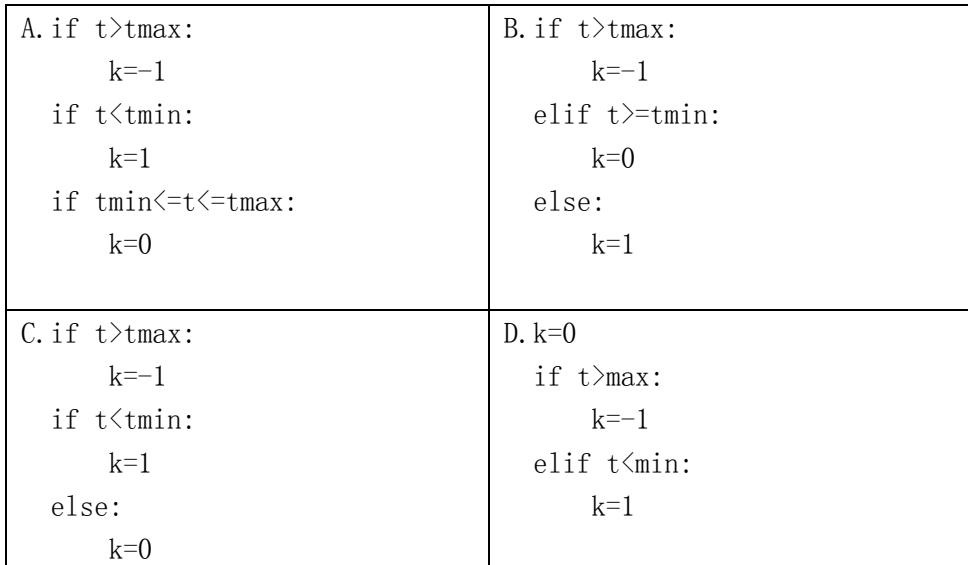 A.if t>tmax:
k=-1
if t<tmin:
k=1
if tmin<=t<=tmax:
k=0
B.if t>tmax:
k=-1
elif t>=tmin:
k=0
else:
k=1
C.if t>tmax:
k=-1
if t<tmin:
k=1
else:
k=0
D.k=0
if t>max:
k=-1
elif t<min:
k=1